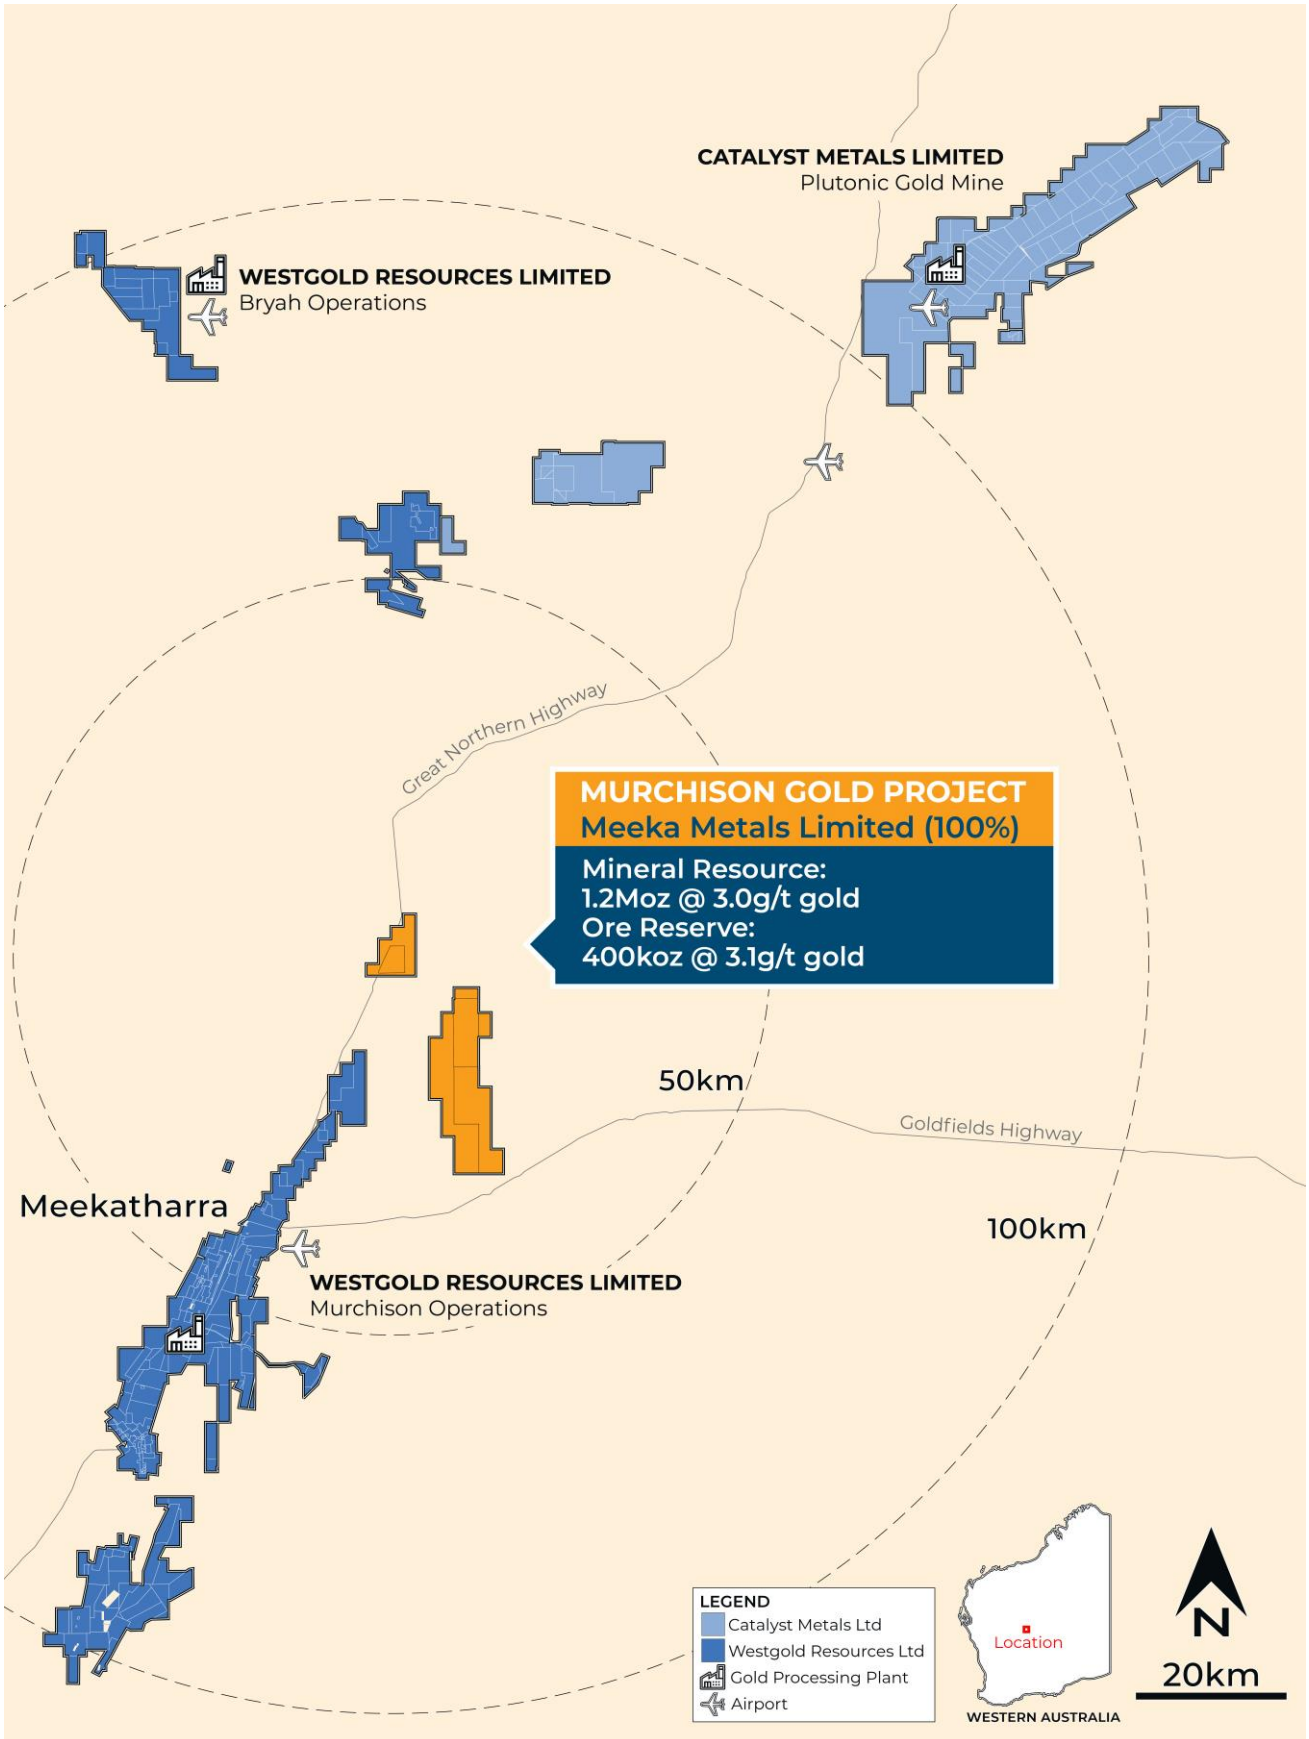 CATALYST METALS LIMITED
Plutonic Gold Mine
WESTGOLD RESOURCES LIMITED
Bryah Operations
Great Northern Highway
MURCHISON GOLD PROJECT
Meeka Metals Limited (100%)
Mineral Resource:
1.2Moz @ 3.0g/t gold
Ore Reserve:
400koz @ 3.1g/t gold
50km
Goldfields Highway
Meekatharra
100km
WESTGOLD RESOURCES LIMITED
Murchison Operations
LEGEND
Catalyst Metals Ltd
Westgold Resources Ltd
Gold Processing Plant
Airport
Location
WESTERN AUSTRALIA
N
20km